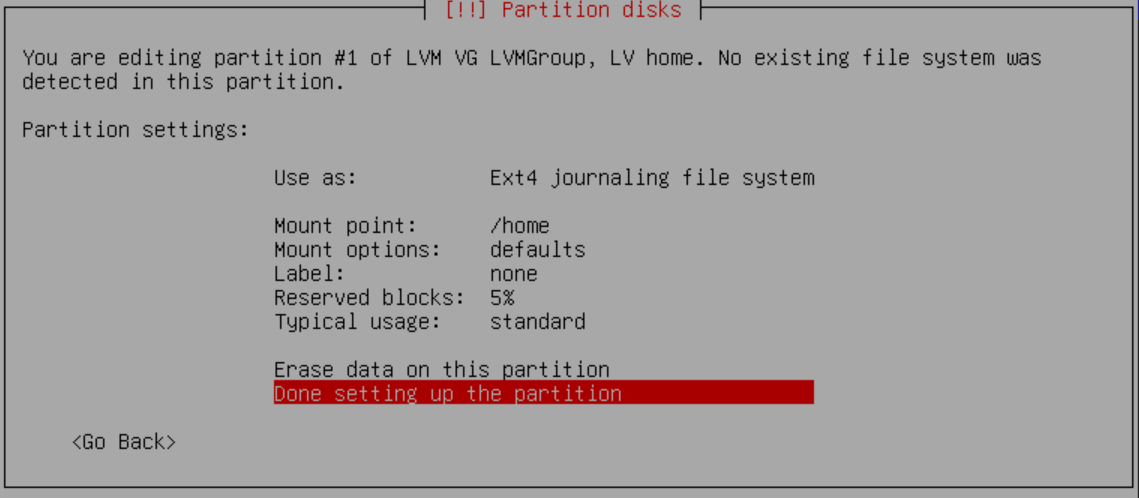 [!!] Partition disks
You are editing partition #1 of LVM VG LVMGroup, LV home. No existing file system was
detected in this partition.
Partition settings:
Use as: Ext4 journaling file system
Mount point: /home
Mount options: defaults
Label: none
Reserved blocks: 5%
Typical usage: standard
Erase data on this partition
Done setting up the partition
<Go Back>